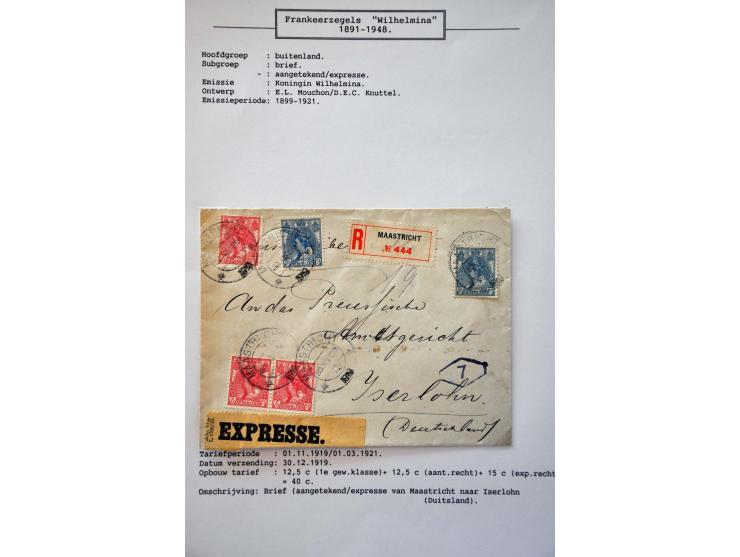 Frankeerzegels "Wilhelmina"
1891-1948.
Hoofdgroep : buitenland.
Subgroep : brief.
- : aangetekend/expresse.
Emissie : Koningin Wilhelmina.
Ontwerp : E.L. Mouchon/D.E.C. Knuttel.
Emissieperiode: 1899-1921.
R MAASTRICHT
№ 444
An das Preussische
Amtsgericht
7
Iserlohn.
(Deutschland)
EXPRESSE.
Tariefperiode : 01.11.1919/01.03.1921.
Datum verzending: 30.12.1919.
Opbouw tarief : 12,5 c (1e gew.klasse)+ 12,5 c (aant.recht)+ 15 c (exp.recht
= 40 c.
Omschrijving: Brief (aangetekend/expresse van Maastricht naar Iserlohn
(Duitsland).